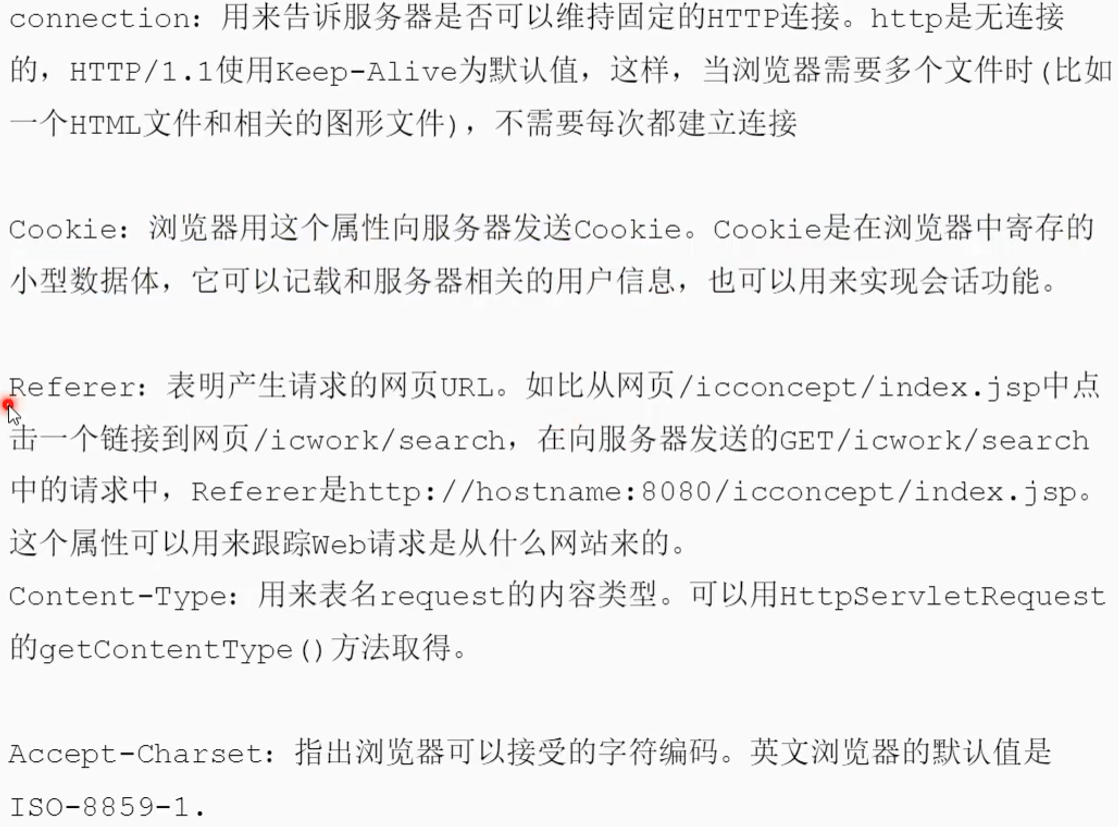 connection: 用来告诉服务器是否可以维持固定的HTTP连接。http是无连接
的，HTTP/1.1使用Keep-Alive为默认值，这样，当浏览器需要多个文件时(比如
一个HTML文件和相关的图形文件)，不需要每次都建立连接
Cookie: 浏览器用这个属性向服务器发送Cookie。Cookie是在浏览器中寄存的
小型数据体，它可以记载和服务器相关的用户信息，也可以用来实现会话功能。
Referer: 表明产生请求的网页URL。如比从网页/icconcept/index.jsp中点
击一个链接到网页/icwork/search，在向服务器发送的GET/icwork/search
中的请求中，Referer是http://hostname:8080/icconcept/index.jsp。
这个属性可以用来跟踪Web请求是从什么网站来的。
Content-Type: 用来表名request的内容类型。可以用HttpServletRequest
的getContentType()方法取得。
Accept-Charset: 指出浏览器可以接受的字符编码。英文浏览器的默认值是
ISO-8859-1.